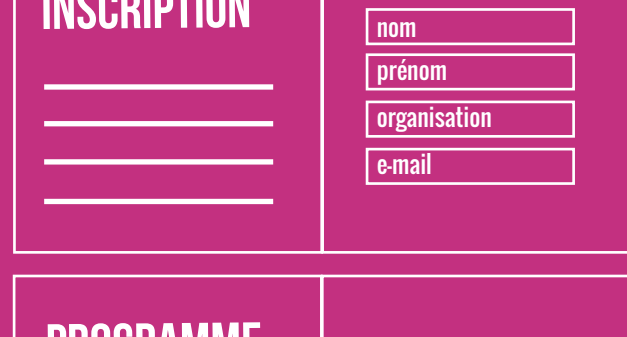 INSCRIPTION
nom
prénom
organisation
e-mail
PROGRAMME